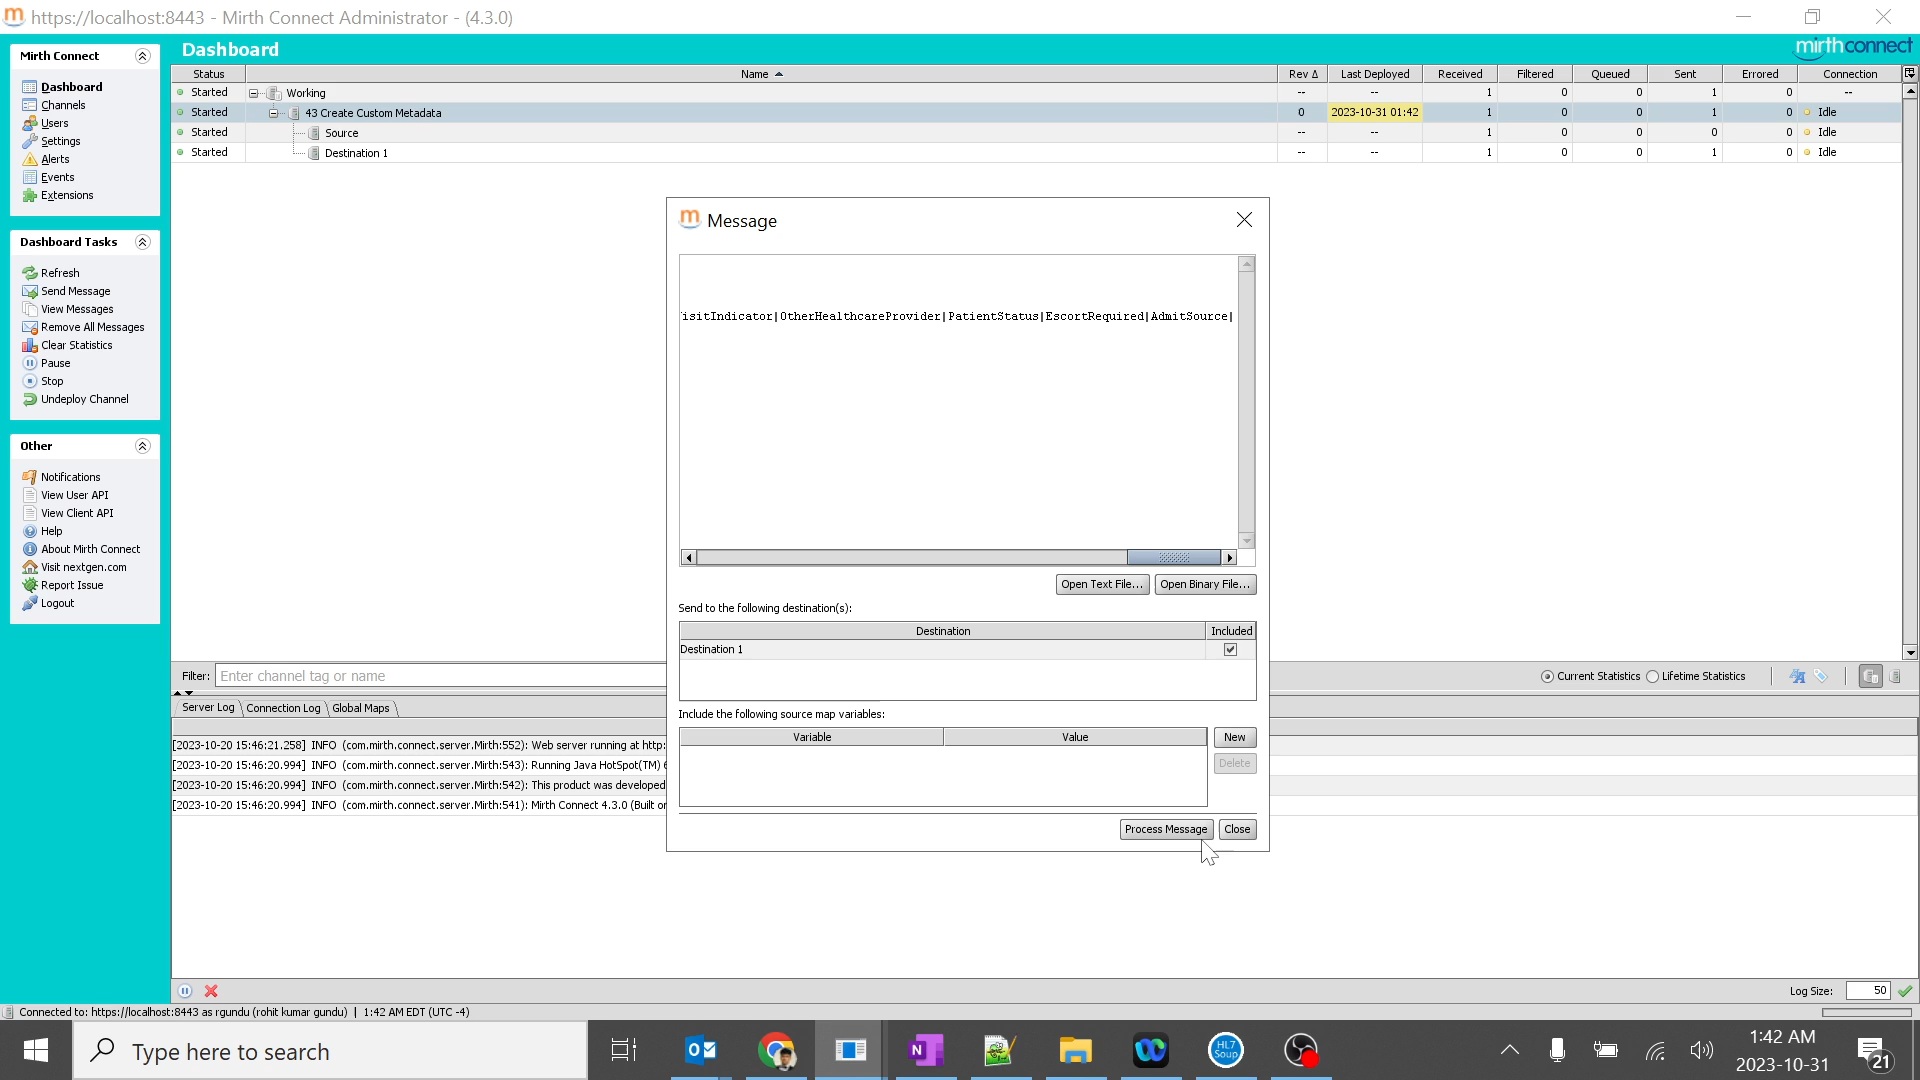 https://localhost:8443 - Mirth Connect Administrator - (4.3.0)
Mirth Connect
Dashboard
Channels
Users
Settings
Alerts
Events
Extensions
Dashboard Tasks
Refresh
Send Message
View Messages
Remove All Messages
Clear Statistics
Pause
Stop
Undeploy Channel
Other
Notifications
View User API
View Client API
Help
About Mirth Connect
Visit nextgen.com
Report Issue
Logout
Dashboard
mirthconnect
Status Name Rev Δ Last Deployed Received Filtered Queued Sent Errored Connection
Started Working -- -- 1 0 0 1 0 --
Started 43 Create Custom Metadata 0 2023-10-31 01:42 1 0 0 1 0 Idle
Started Source -- -- 1 0 0 0 0 Idle
Started Destination 1 -- -- 1 0 0 1 0 Idle
Message
isitIndicator|OtherHealthcareProvider|PatientStatus|EscortRequired|AdmitSource|
Open Text File... Open Binary File...
Send to the following destination(s):
Destination Included
Destination 1
Include the following source map variables:
Variable Value New
Delete
Process Message Close
Filter: Enter channel tag or name
Current Statistics Lifetime Statistics
Server Log Connection Log Global Maps
[2023-10-20 15:46:21.258] INFO (com.mirth.connect.server.Mirth:552): Web server running at http:
[2023-10-20 15:46:20.994] INFO (com.mirth.connect.server.Mirth:543): Running Java HotSpot(TM)
[2023-10-20 15:46:20.994] INFO (com.mirth.connect.server.Mirth:542): This product was developed
[2023-10-20 15:46:20.994] INFO (com.mirth.connect.server.Mirth:541): Mirth Connect 4.3.0 (Built
Log Size: 50
Connected to: https://localhost:8443 as rgundu (rohit kumar gundu) | 1:42 AM EDT (UTC -4)
Type here to search
HL7
Soup
1:42 AM
2023-10-31
21